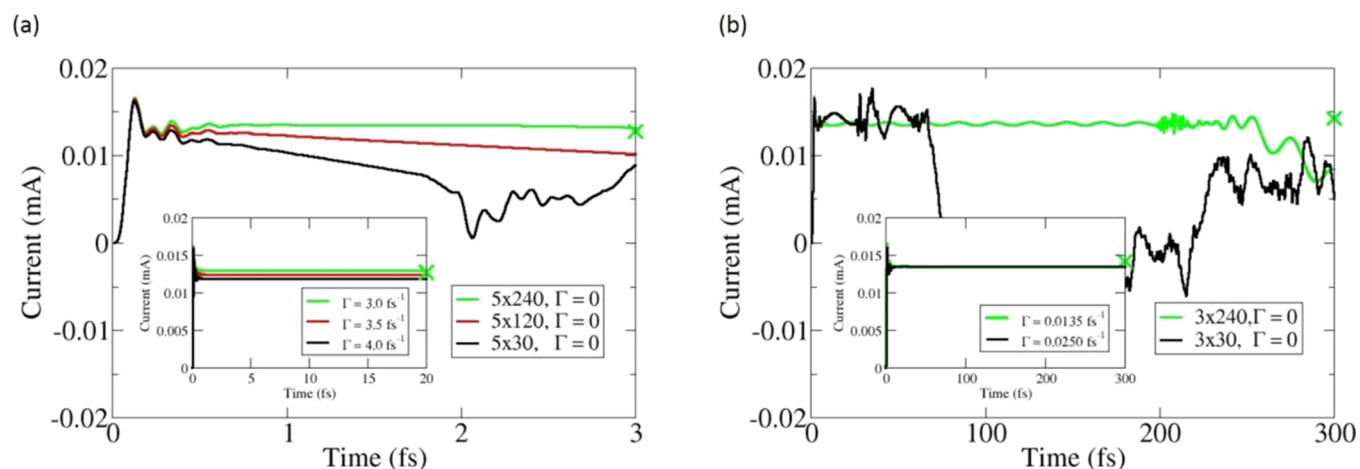 (a)
0.02
0.01
0
-0.01
-0.02
Current (mA)
0
1
2
3
Time (fs)
0.02
0.015
0.01
0.005
0
Current (mA)
0
5
10
15
20
Time (fs)
Γ = 3.0 fs⁻¹
Γ = 3.5 fs⁻¹
Γ = 4.0 fs⁻¹
5x240, Γ = 0
5x120, Γ = 0
5x30, Γ = 0
(b)
0.02
0.01
0
-0.01
-0.02
Current (mA)
0
100
200
300
Time (fs)
0.02
0.015
0.01
0.005
0
Current (mA)
0
100
200
300
Time (fs)
Γ = 0.0135 fs⁻¹
Γ = 0.0250 fs⁻¹
3x240,Γ = 0
3x30, Γ = 0